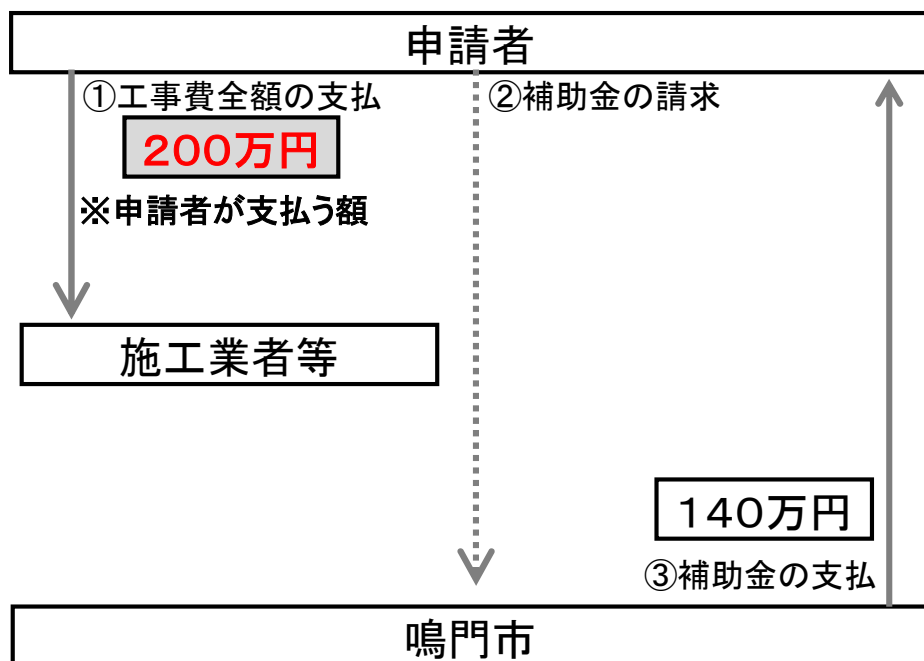 申請者
①工事費全額の支払
200万円
※申請者が支払う額
②補助金の請求
施工業者等
140万円
③補助金の支払
鳴門市